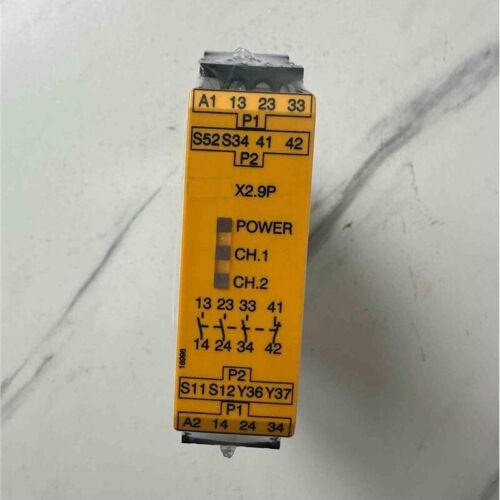 A1 13 23 33
P1
S52 S34 41 42
P2
X2.9P
POWER
CH.1
CH.2
13 23 33 41
14 24 34 42
18998
P2
S11 S12 Y36 Y37
P1
A2 14 24 34